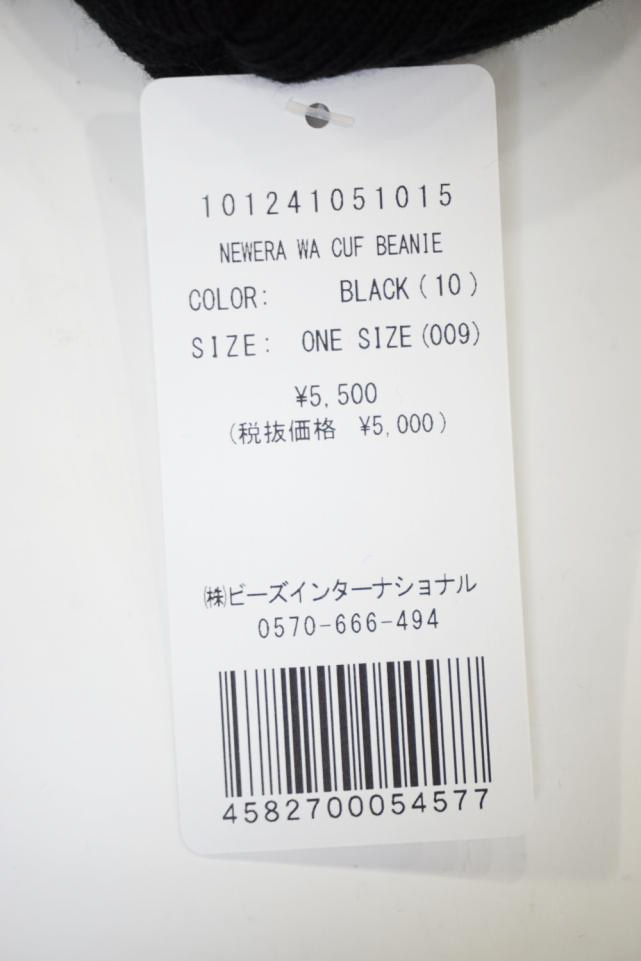 101241051015
NEWERA WA CUF BEANIE
COLOR: BLACK(10)
SIZE: ONE SIZE(009)
¥5,500
(税抜価格 ¥5,000)
㈱ビーズインターナショナル
0570-666-494
4582700054577